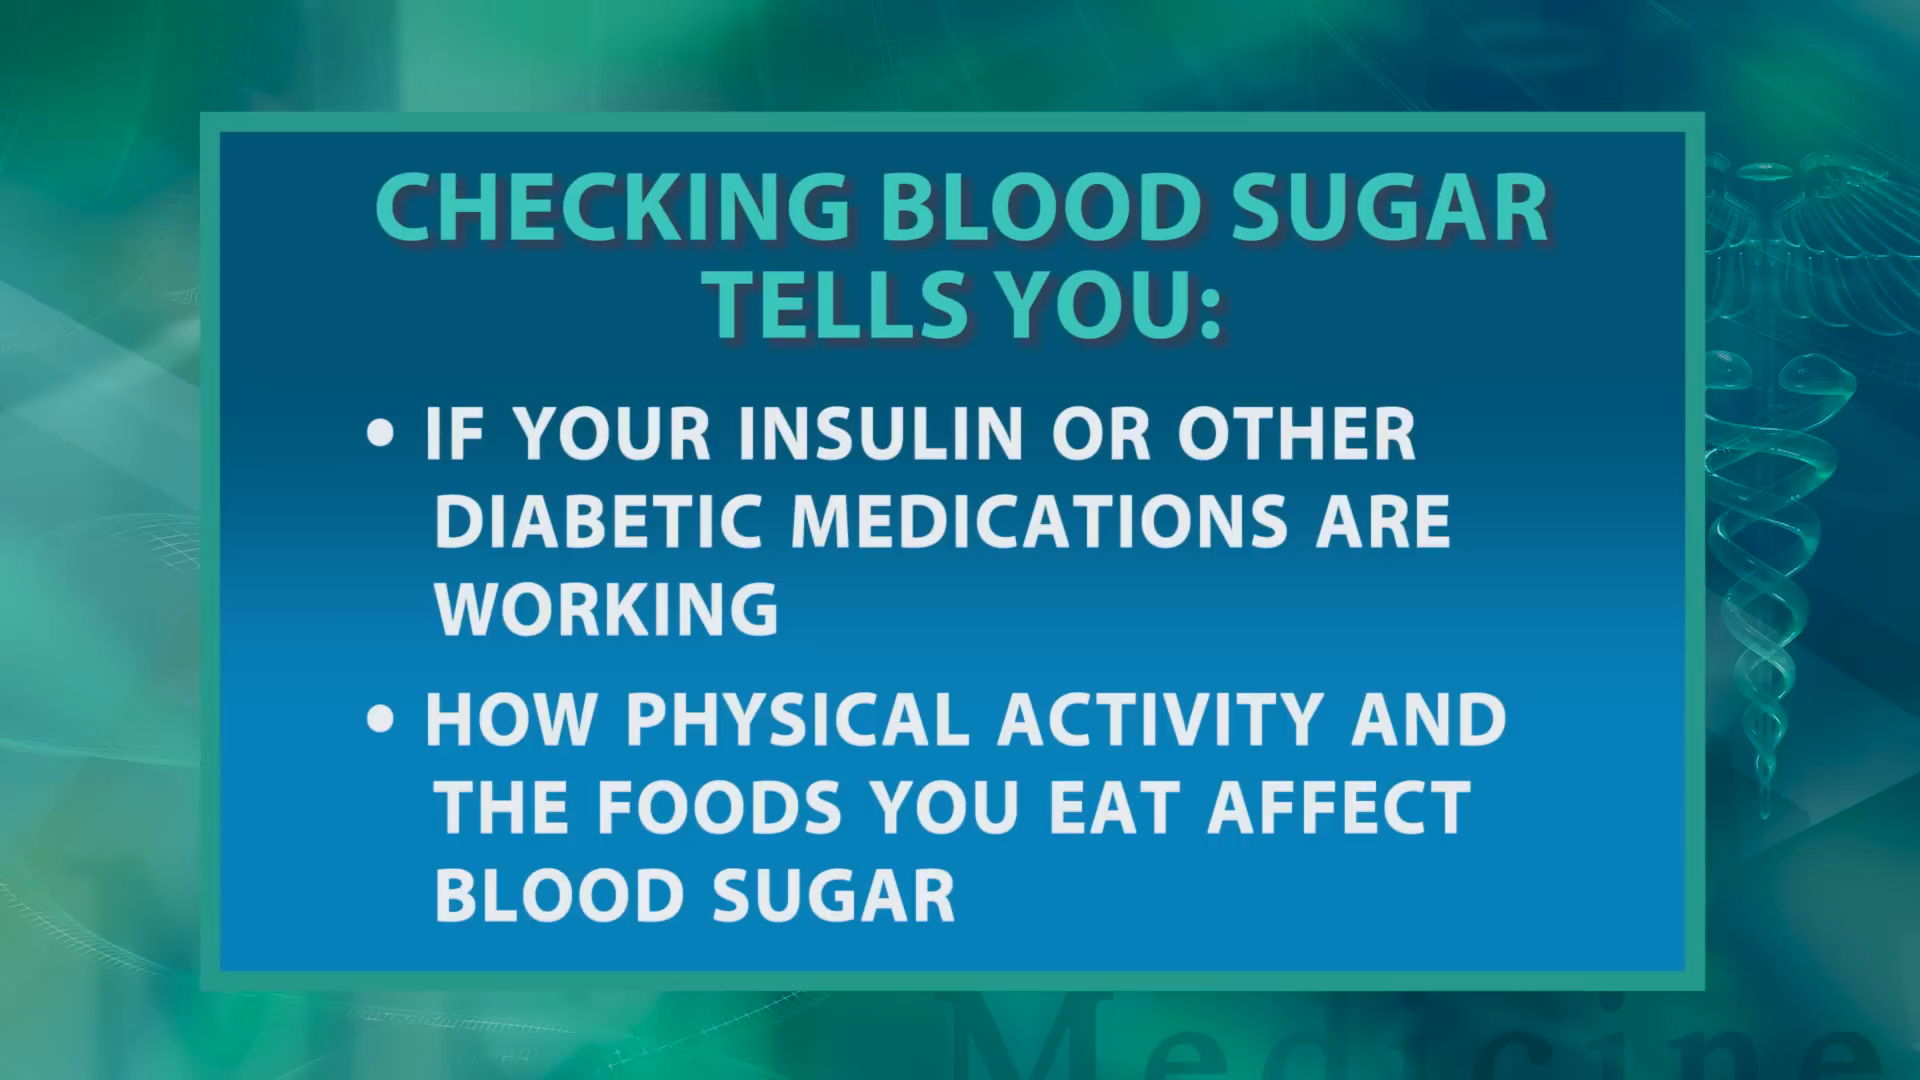 CHECKING BLOOD SUGAR
TELLS YOU:
• IF YOUR INSULIN OR OTHER
DIABETIC MEDICATIONS ARE
WORKING
• HOW PHYSICAL ACTIVITY AND
THE FOODS YOU EAT AFFECT
BLOOD SUGAR
Medicine